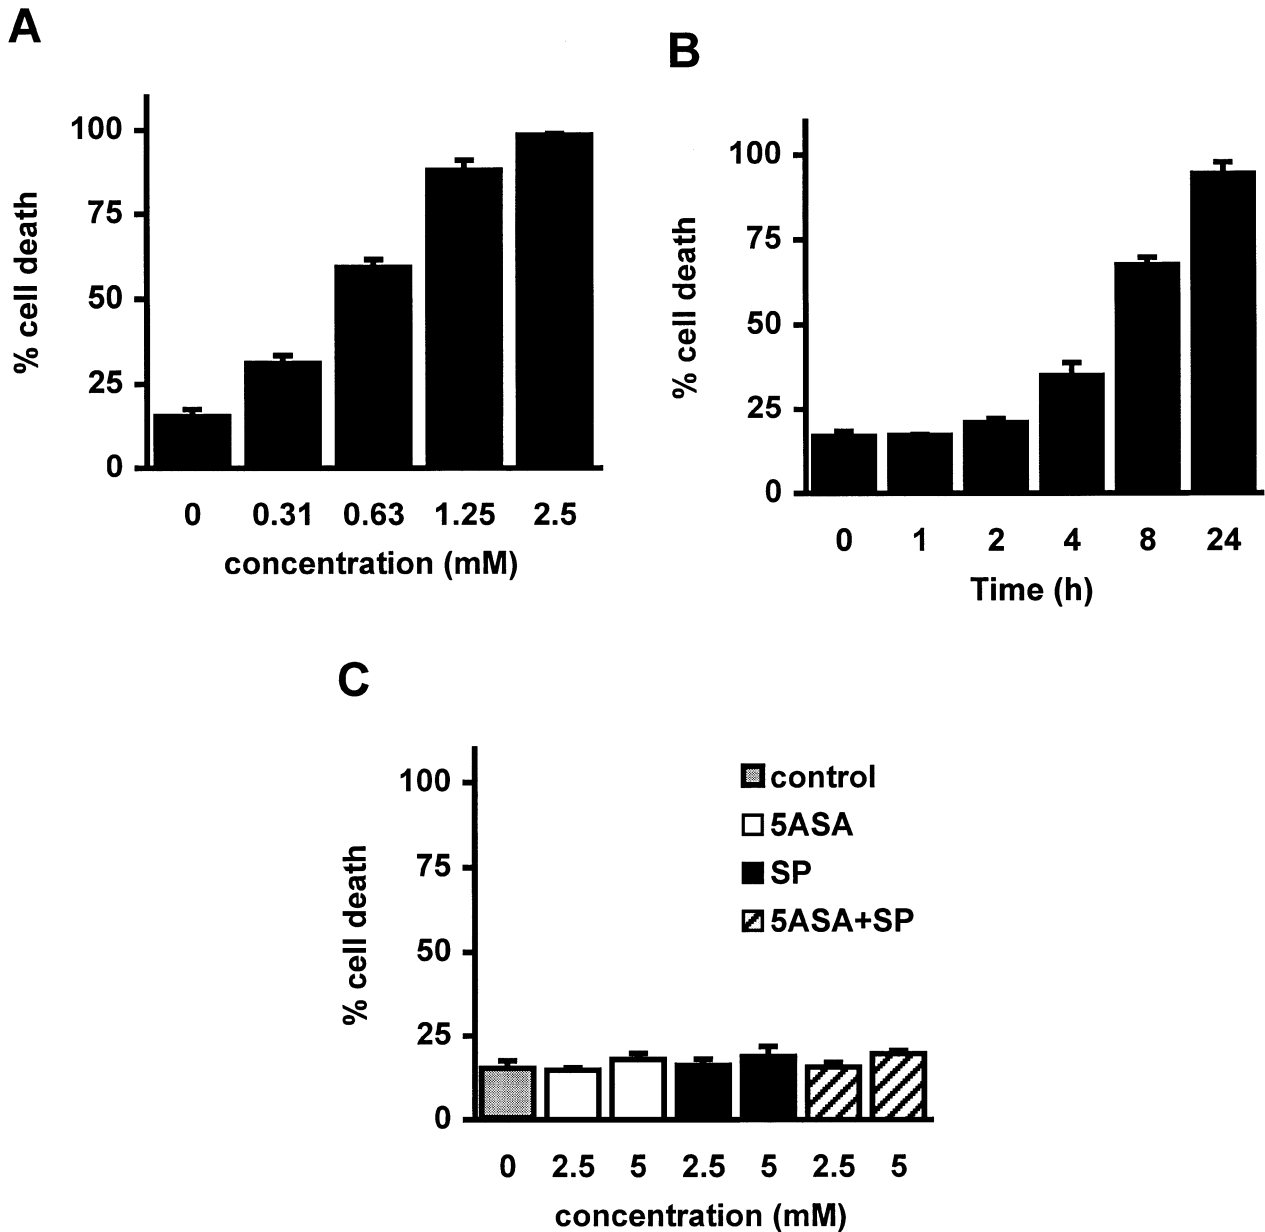 A
% cell death
100
75
50
25
0
0 0.31 0.63 1.25 2.5
concentration (mM)
B
% cell death
100
75
50
25
0
0 1 2 4 8 24
Time (h)
C
% cell death
100
75
50
25
0
control
5ASA
SP
5ASA+SP
0 2.5 5 2.5 5 2.5 5
concentration (mM)